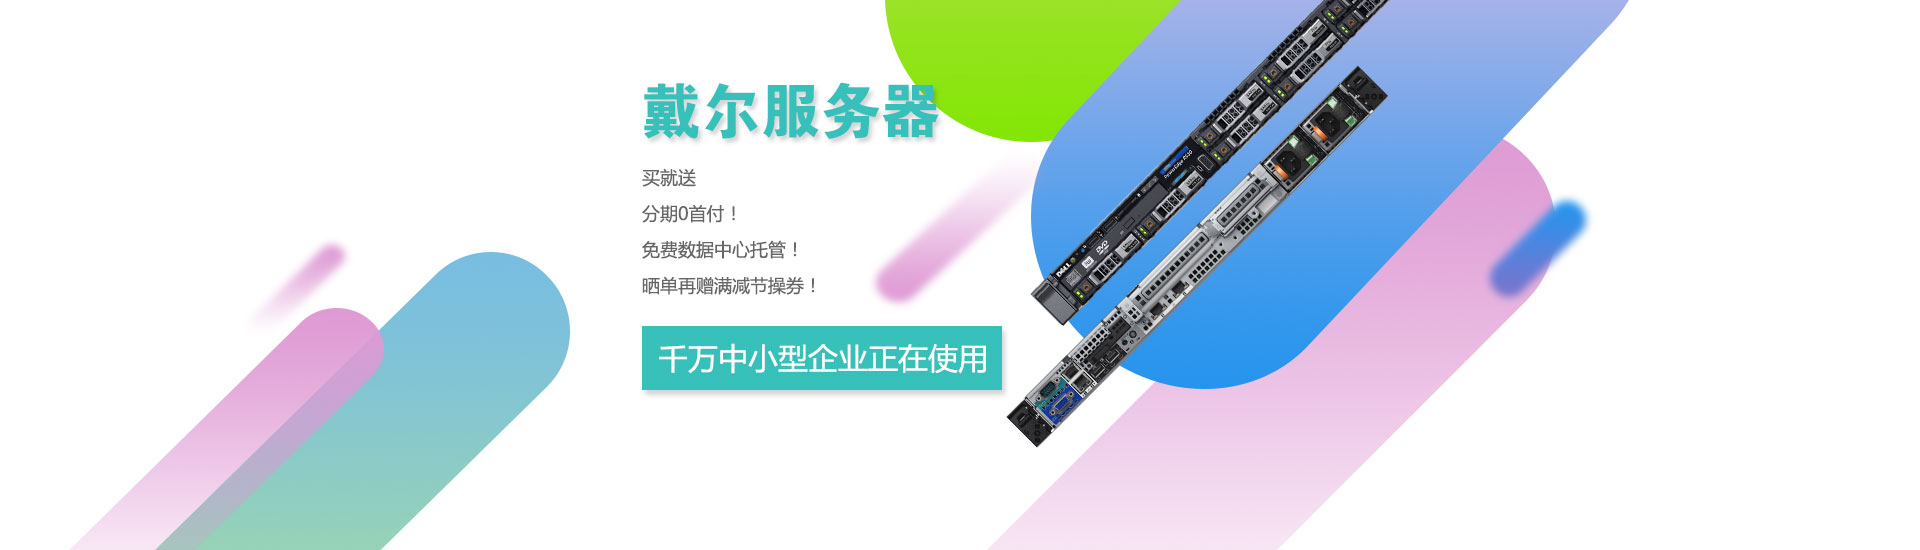 戴尔服务器
买就送
分期0首付！
免费数据中心托管！
晒单再赠满减节操券！
千万中小型企业正在使用
DELL
DVD